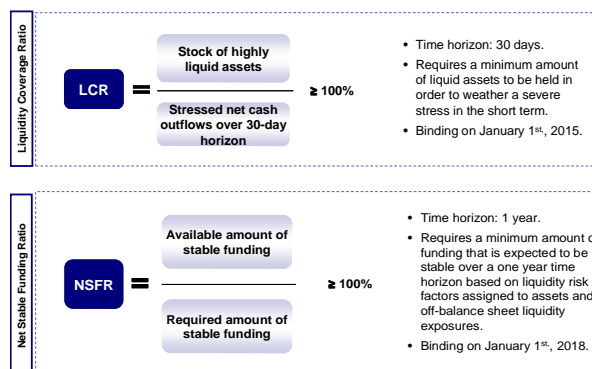 Liquidity Coverage Ratio
LCR
=
Stock of highly
liquid assets
Stressed net cash
outflows over 30-day
horizon
≥ 100%
• Time horizon: 30 days.
• Requires a minimum amount
of liquid assets to be held in
order to weather a severe
stress in the short term.
• Binding on January 1st., 2015.
Net Stable Funding Ratio
NSFR
=
Available amount of
stable funding
Required amount of
stable funding
≥ 100%
• Time horizon: 1 year.
• Requires a minimum amount o
funding that is expected to be
stable over a one year time
horizon based on liquidity risk
factors assigned to assets and
off-balance sheet liquidity
exposures.
• Binding on January 1st., 2018.